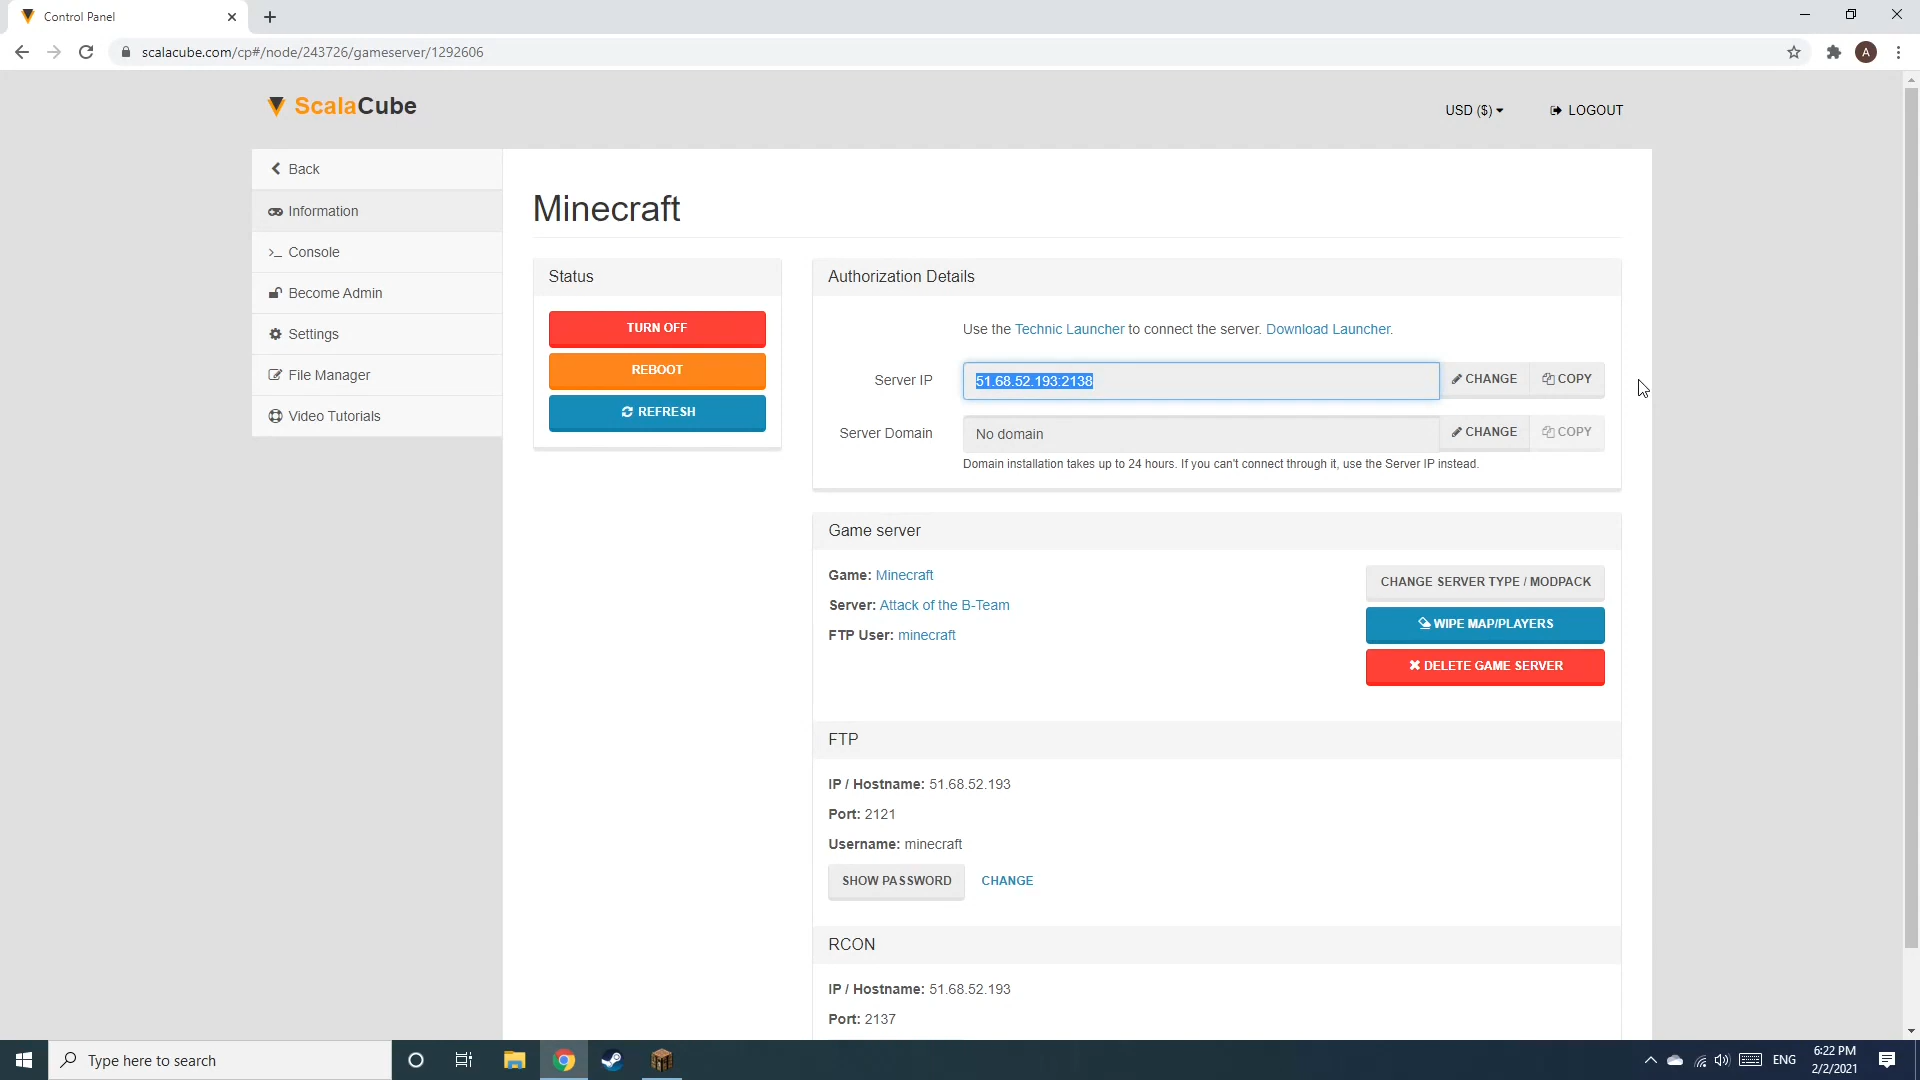 Control Panel
scalacube.com/cp#/node/243726/gameserver/1292606
A
ScalaCube
USD ($)
LOGOUT
Back
Information
Console
Become Admin
Settings
File Manager
Video Tutorials
Minecraft
Status
TURN OFF
REBOOT
REFRESH
Authorization Details
Use the Technic Launcher to connect the server. Download Launcher.
Server IP
51.68.52.193:2138
CHANGE
COPY
Server Domain
No domain
CHANGE
COPY
Domain installation takes up to 24 hours. If you can't connect through it, use the Server IP instead.
Game server
Game: Minecraft
Server: Attack of the B-Team
FTP User: minecraft
CHANGE SERVER TYPE / MODPACK
WIPE MAP/PLAYERS
DELETE GAME SERVER
FTP
IP / Hostname: 51.68.52.193
Port: 2121
Username: minecraft
SHOW PASSWORD
CHANGE
RCON
IP / Hostname: 51.68.52.193
Port: 2137
Type here to search
ENG
6:22 PM
2/2/2021